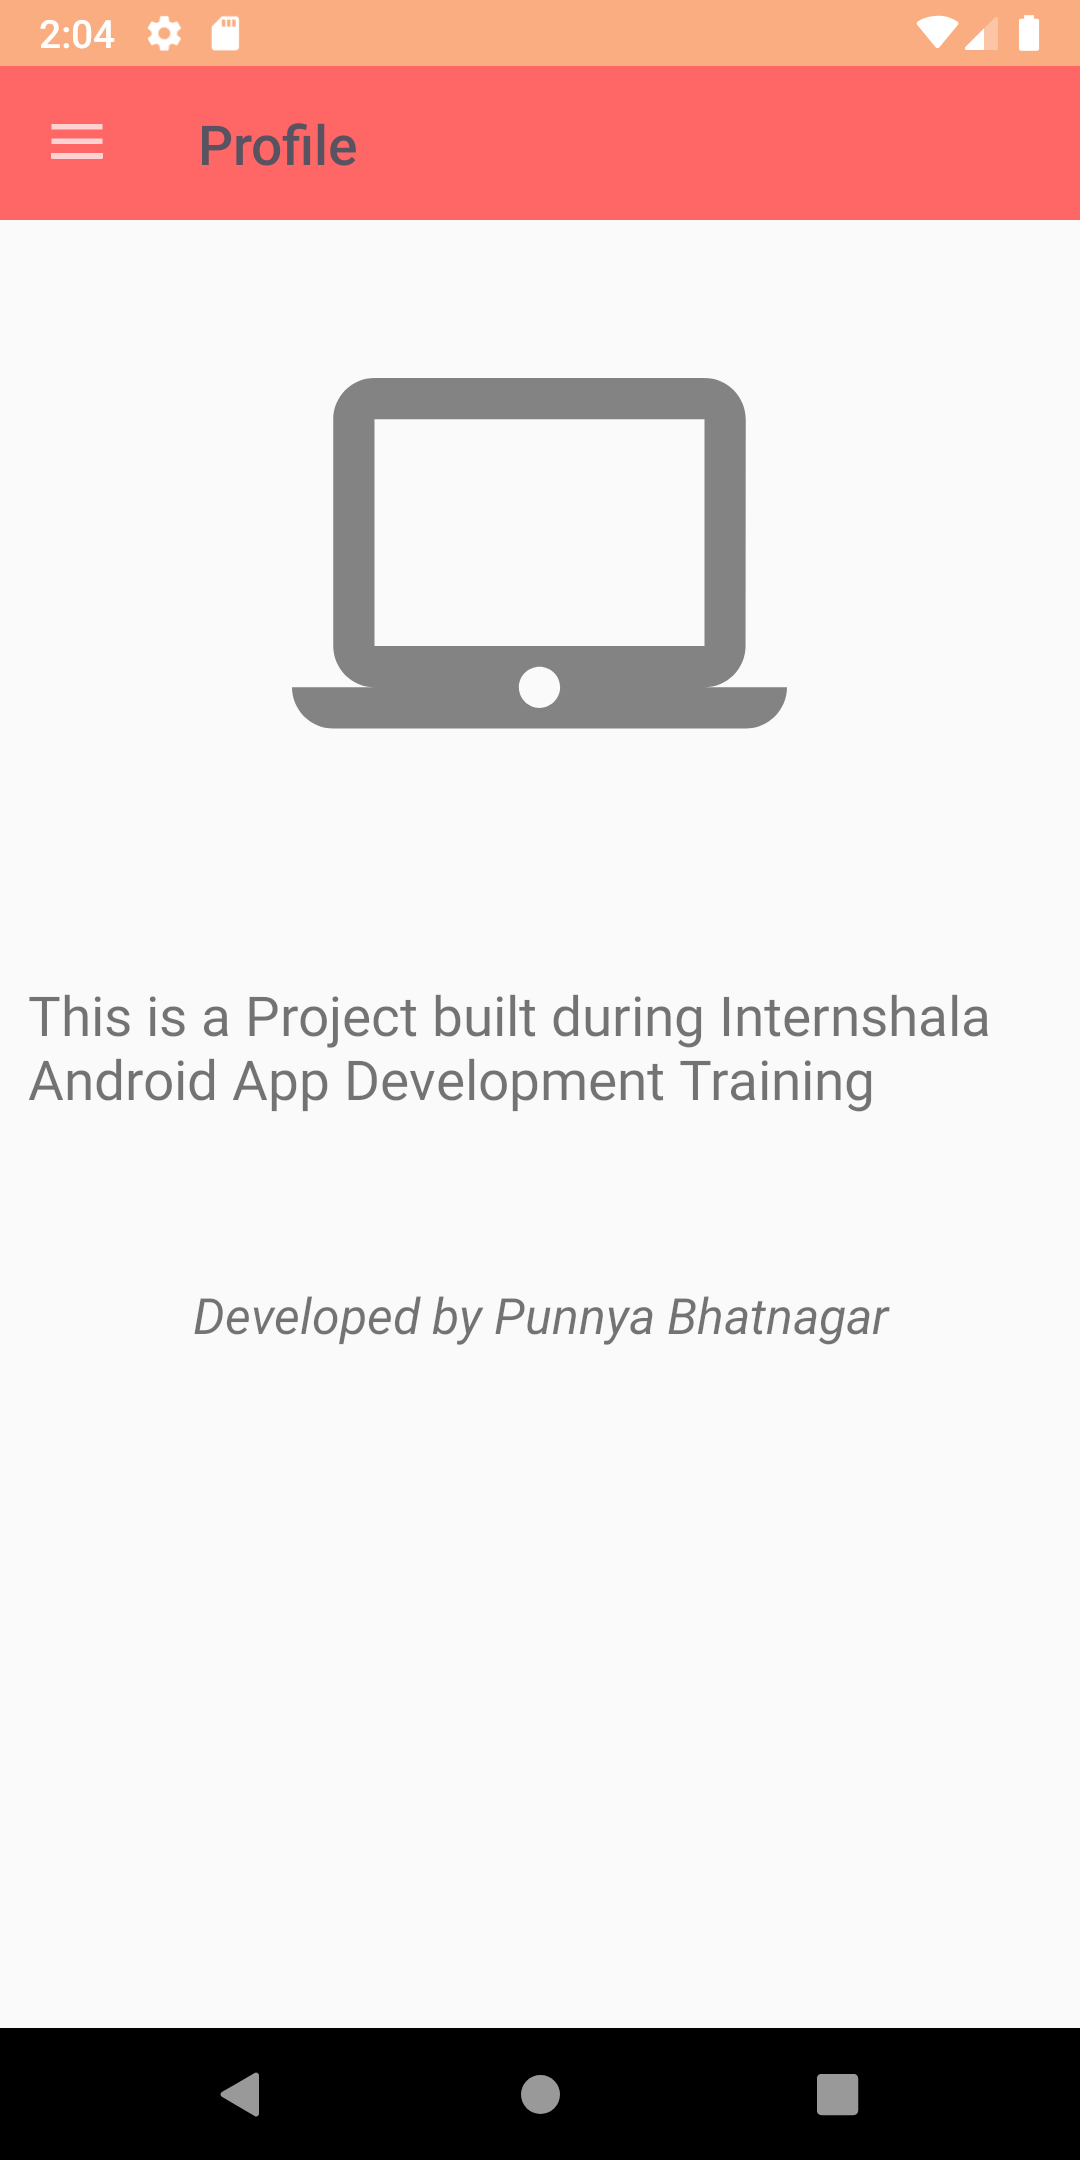 2:04
Profile
This is a Project built during Internshala
Android App Development Training
Developed by Punnya Bhatnagar